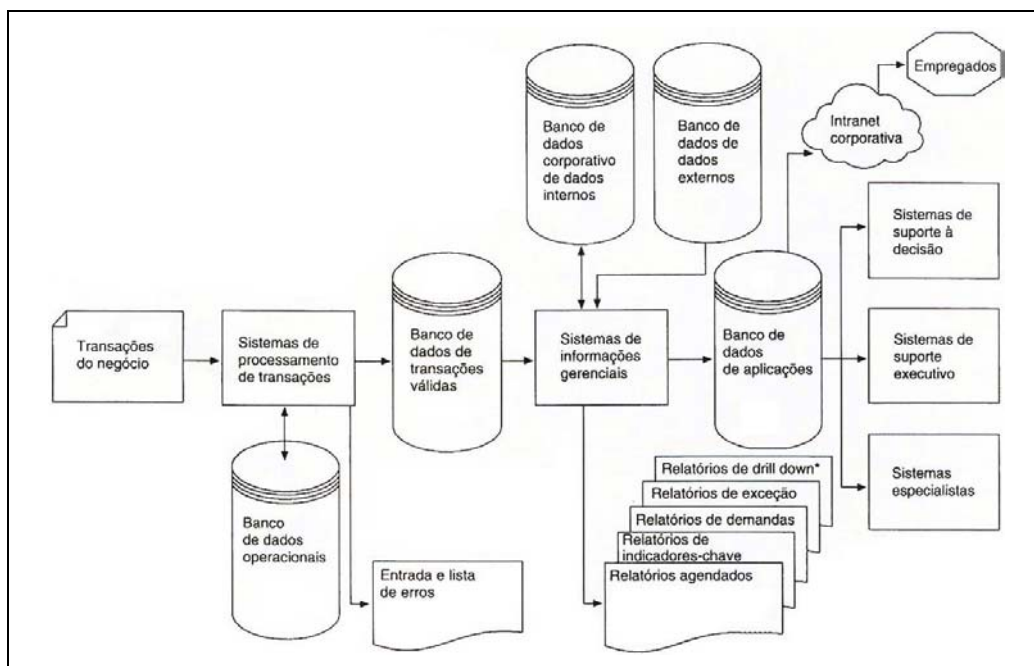 Empregados
Intranet
corporativa
Banco de
dados
corporativo
de dados
internos
Banco de
dados de
dados
externos
Sistemas de
suporte à
decisão
Transações
do negócio
Sistemas de
processamento
de transações
Banco de
dados de
transações
válidas
Sistemas de
informações
gerenciais
Banco de
dados
de aplicações
Sistemas de
suporte
executivo
Sistemas
especialistas
Banco
de dados
operacionais
Entrada e lista
de erros
Relatórios de drill down*
Relatórios de exceção
Relatórios de demandas
Relatórios de
indicadores-chave
Relatórios agendados